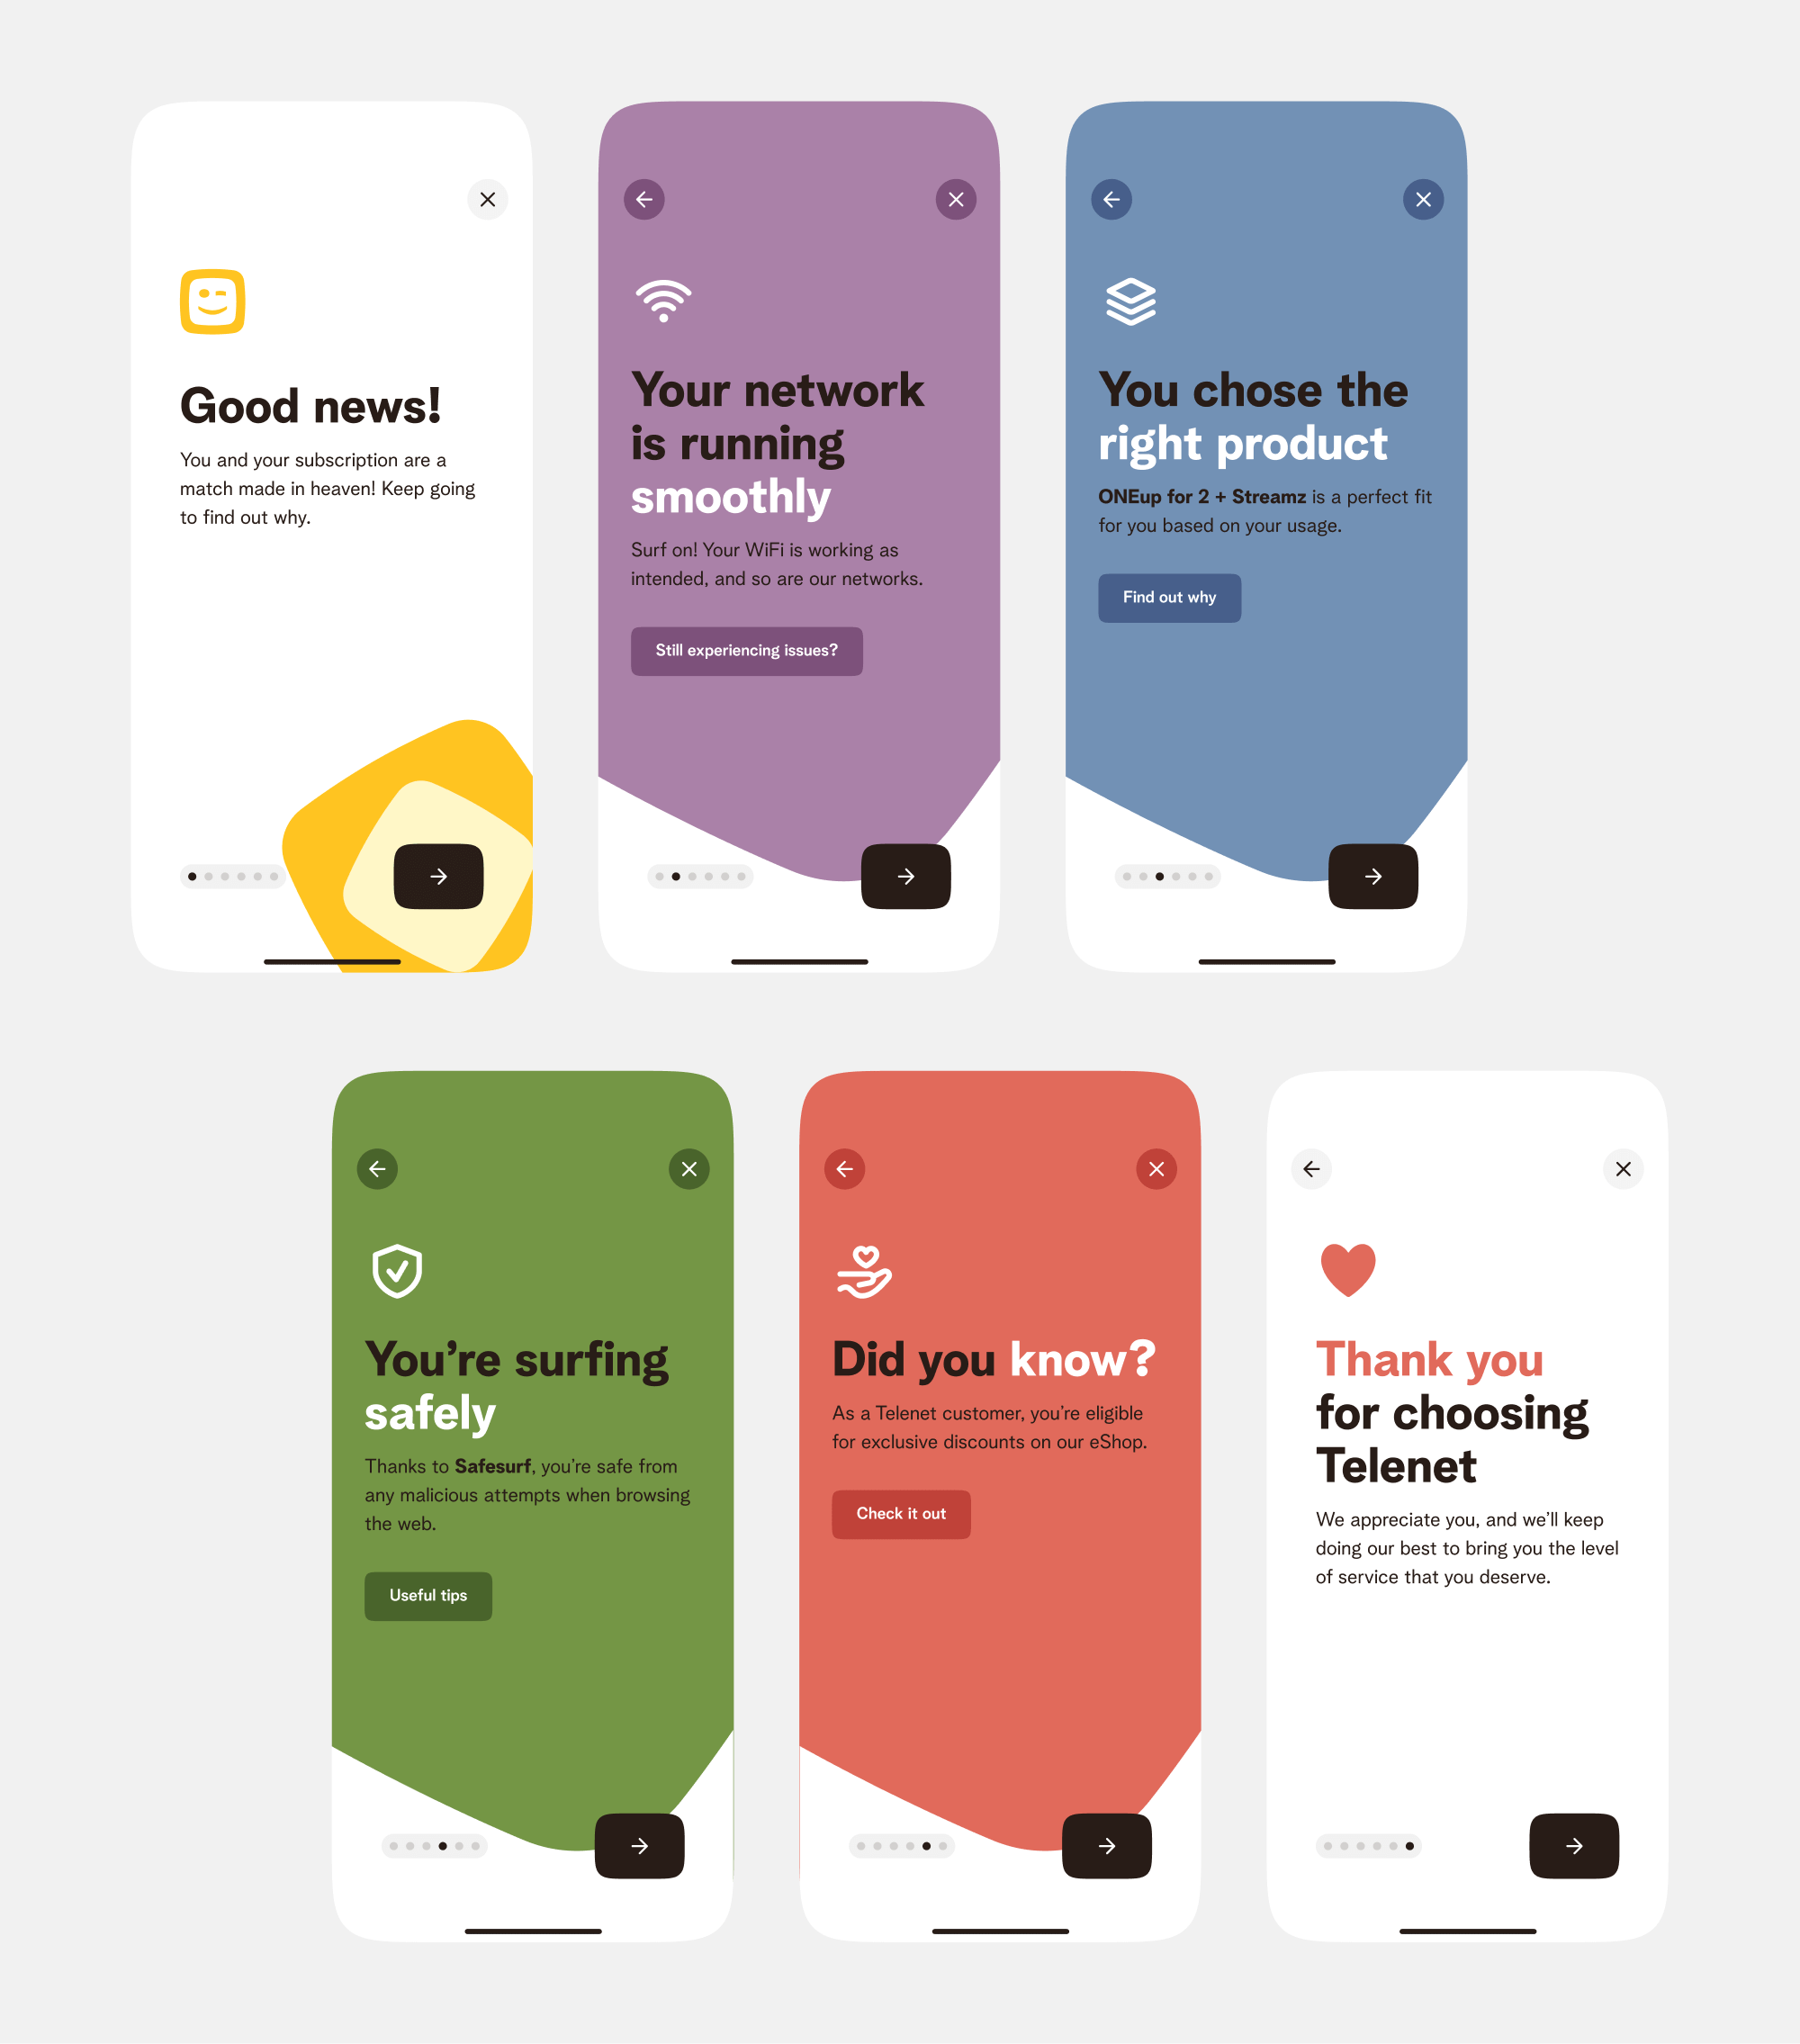 Good news!
You and your subscription are a
match made in heaven! Keep going
to find out why.
Your network
is running
smoothly
Surf on! Your WiFi is working as
intended, and so are our networks.
Still experiencing issues?
You chose the
right product
ONEup for 2 + Streamz is a perfect fit
for you based on your usage.
Find out why
You’re surfing
safely
Thanks to Safesurf, you’re safe from
any malicious attempts when browsing
the web.
Useful tips
Did you know?
As a Telenet customer, you’re eligible
for exclusive discounts on our eShop.
Check it out
Thank you
for choosing
Telenet
We appreciate you, and we’ll keep
doing our best to bring you the level
of service that you deserve.